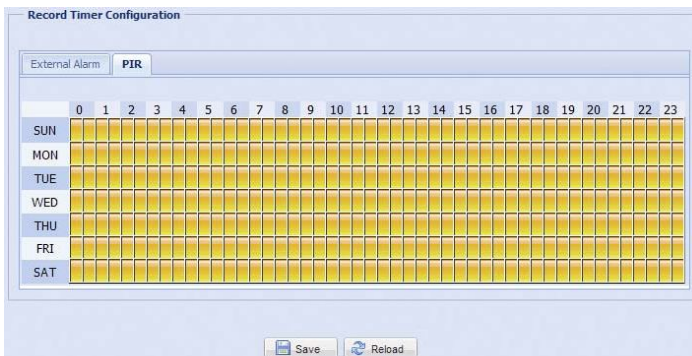 Record Timer Configuration
External Alarm PIR
0 1 2 3 4 5 6 7 8 9 10 11 12 13 14 15 16 17 18 19 20 21 22 23
SUN
MON
TUE
WED
THU
FRI
SAT
Save Reload